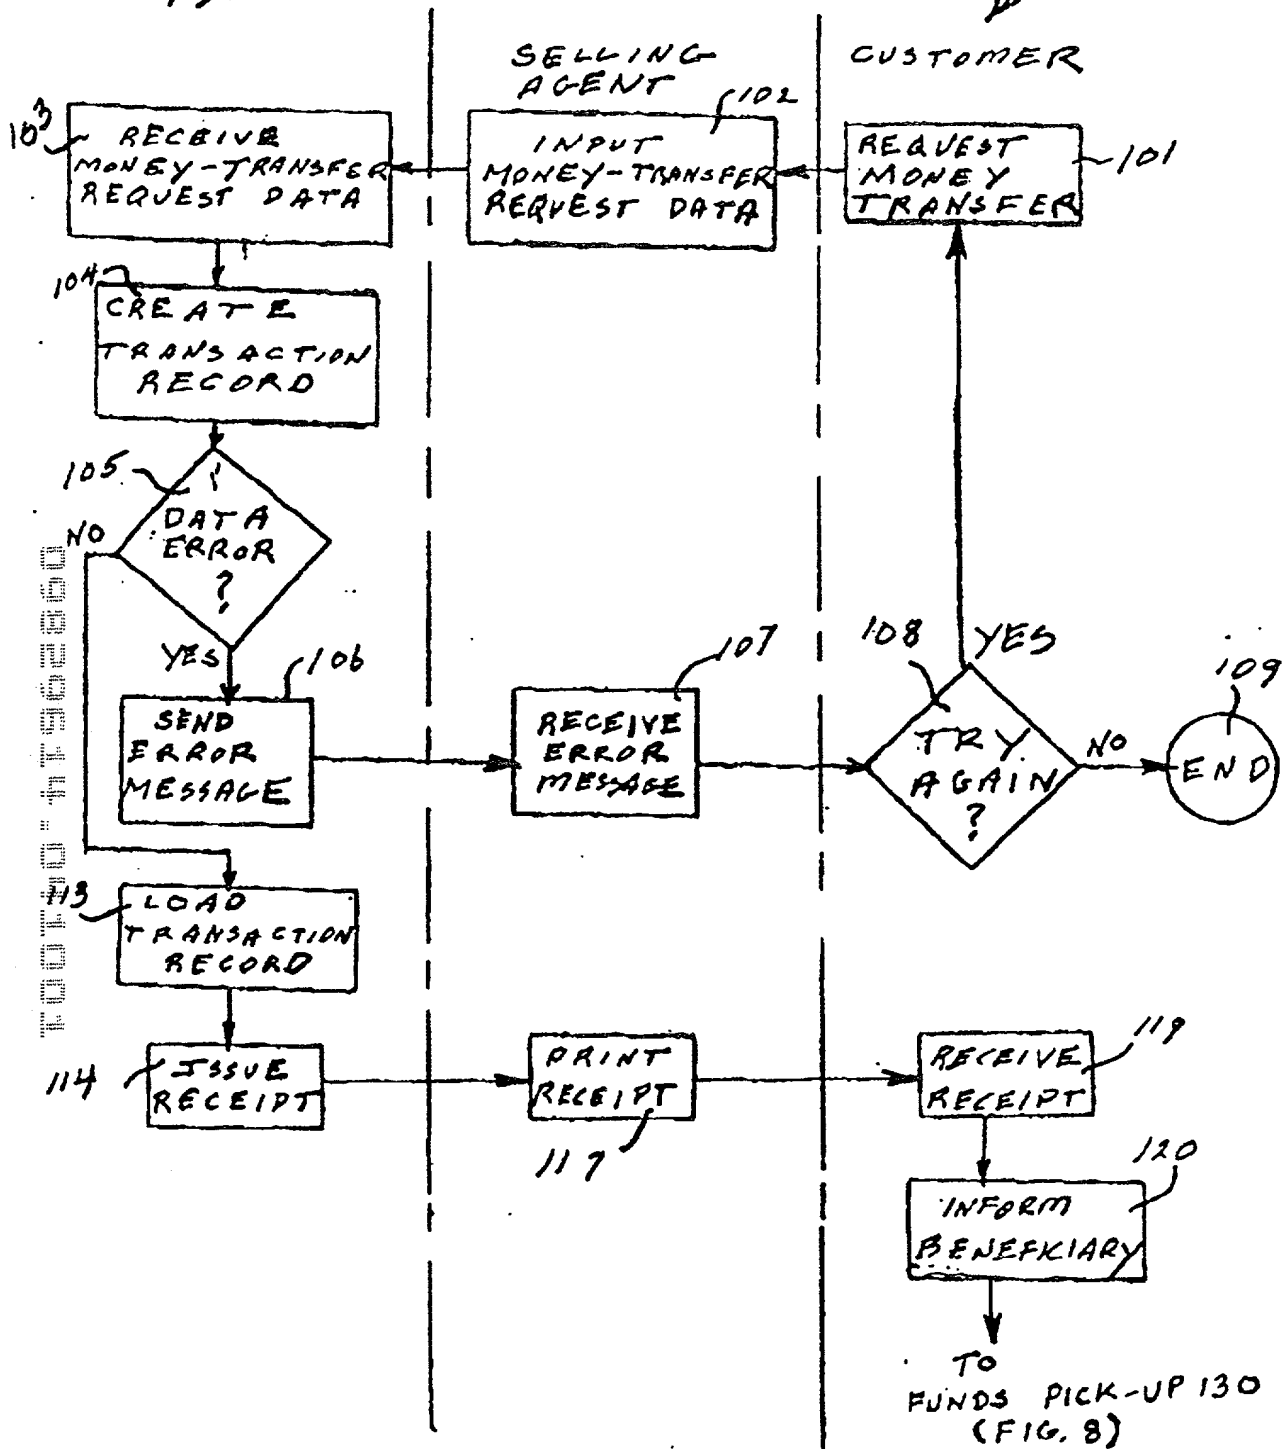 SELLING
AGENT
CUSTOMER
103
RECEIVE
MONEY-TRANSFER
REQUEST DATA
102
INPUT
MONEY-TRANSFER
REQUEST DATA
101
REQUEST
MONEY
TRANSFER
104
CREATE
TRANSACTION
RECORD
105
DATA
ERROR
?
NO
YES
106
SEND
ERROR
MESSAGE
107
RECEIVE
ERROR
MESSAGE
108
YES
TRY
AGAIN
?
NO
109
END
113
LOAD
TRANSACTION
RECORD
114
ISSUE
RECEIPT
PRINT
RECEIPT
117
119
RECEIVE
RECEIPT
120
INFORM
BENEFICIARY
TO
FUNDS PICK-UP 130
(FIG. 8)